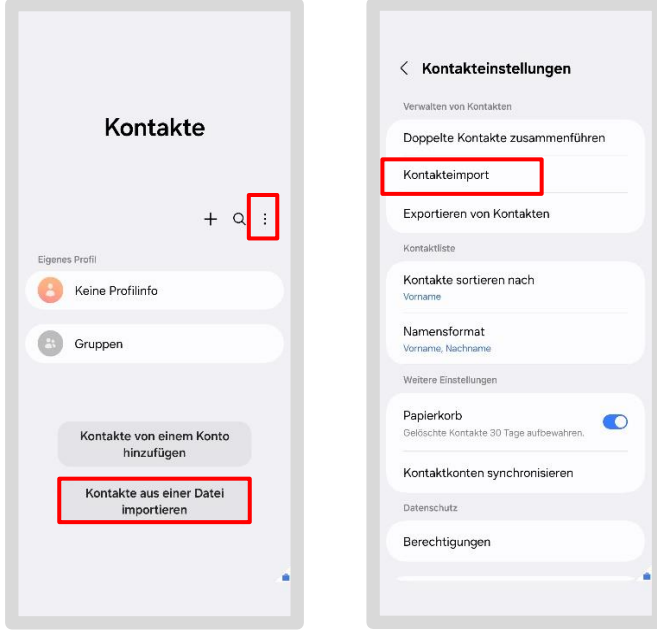 Kontakte
Eigenes Profil
Keine Profilinfo
Gruppen
Kontakte von einem Konto
hinzufügen
Kontakte aus einer Datei
importieren
Kontakteinstellungen
Verwalten von Kontakten
Doppelte Kontakte zusammenführen
Kontakteimport
Exportieren von Kontakten
Kontaktliste
Kontakte sortieren nach
Vorname
Namensformat
Vorname, Nachname
Weitere Einstellungen
Papierkorb
Gelöschte Kontakte 30 Tage aufbewahren.
Kontaktkonten synchronisieren
Datenschutz
Berechtigungen